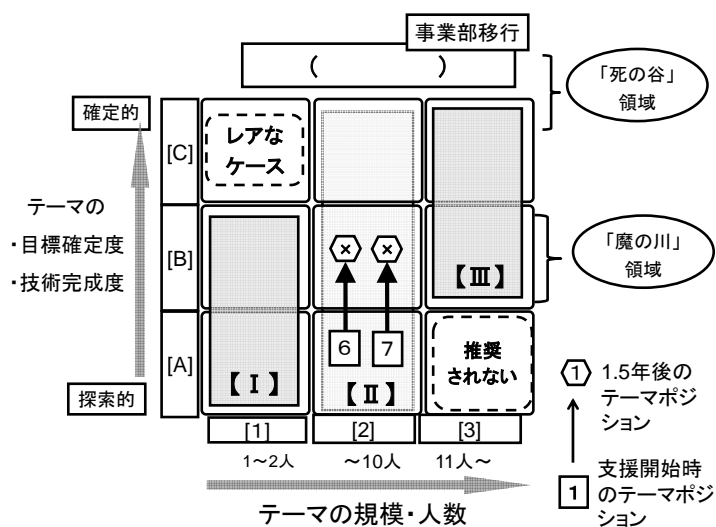 事業部移行
(　　　　)
「死の谷」
領域
確定的
[C]
レアな
ケース
テーマの
・目標確定度
・技術完成度
[B]
×
×
【Ⅲ】
「魔の川」
領域
[A]
6
7
【Ⅰ】
【Ⅱ】
推奨
されない
探索的
1
1.5年後の
テーマポジ
ション
[1]
[2]
[3]
1～2人
～10人
11人～
1
支援開始時
のテーマポジ
ション
テーマの規模・人数